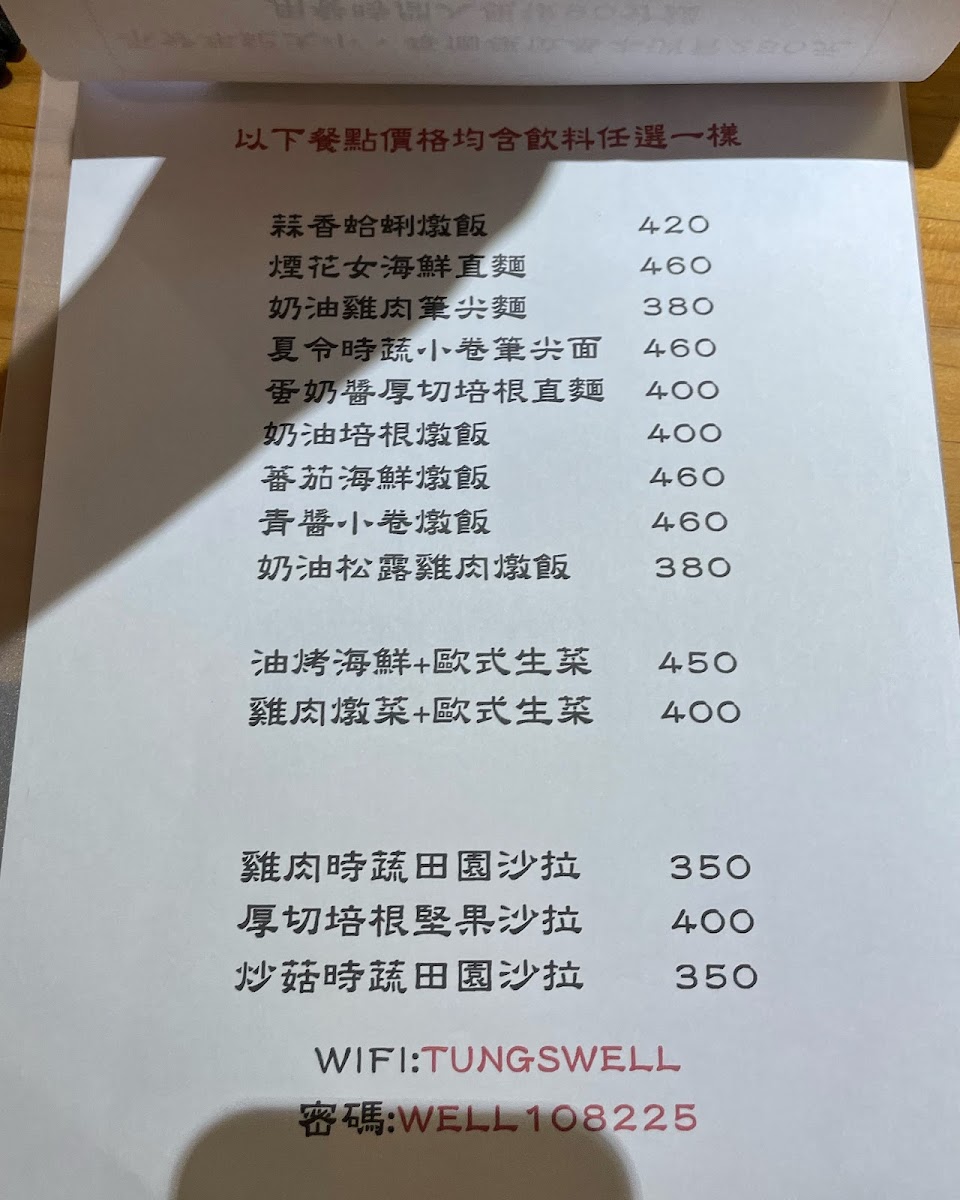 以下餐點價格均含飲料任選一樣
蒜香蛤蜊燉飯 420
煙花女海鮮直麵 460
奶油雞肉筆尖麵 380
夏令時蔬小卷筆尖面 460
蛋奶醬厚切培根直麵 400
奶油培根燉飯 400
蕃茄海鮮燉飯 460
青醬小卷燉飯 460
奶油松露雞肉燉飯 380
油烤海鮮+歐式生菜 450
雞肉燉菜+歐式生菜 400
雞肉時蔬田園沙拉 350
厚切培根堅果沙拉 400
炒菇時蔬田園沙拉 350
WIFI:TUNGSWELL
密碼:WELL108225